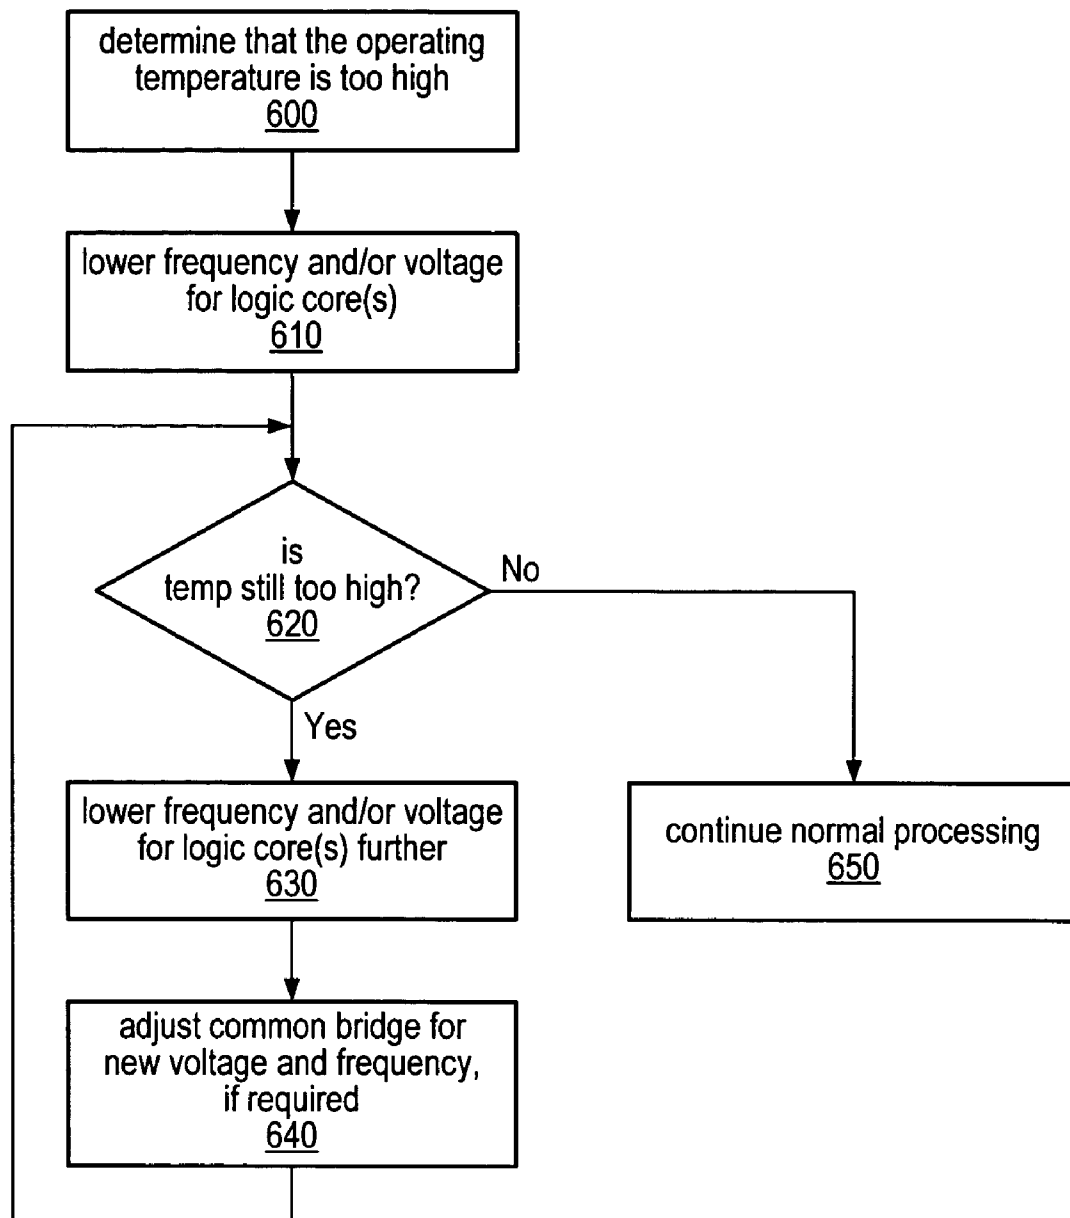 determine that the operating
temperature is too high
600
lower frequency and/or voltage
for logic core(s)
610
is
temp still too high?
620
No
Yes
lower frequency and/or voltage
for logic core(s) further
630
continue normal processing
650
adjust common bridge for
new voltage and frequency,
if required
640